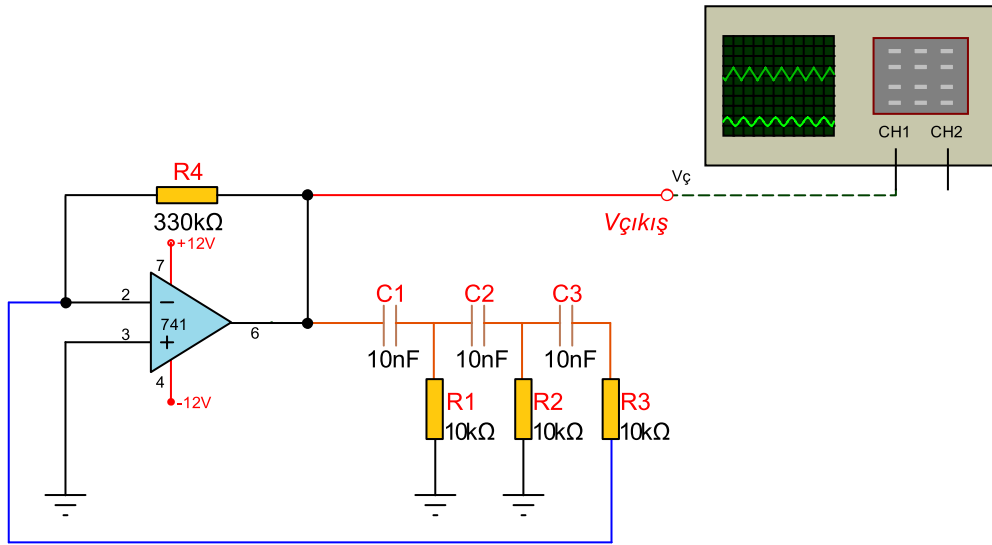 CH1 CH2
Vç
Vçıkış
R4
330kΩ
+12V
7
2
3
741
6
4
-12V
C1 C2 C3
10nF 10nF 10nF
R1 R2 R3
10kΩ 10kΩ 10kΩ